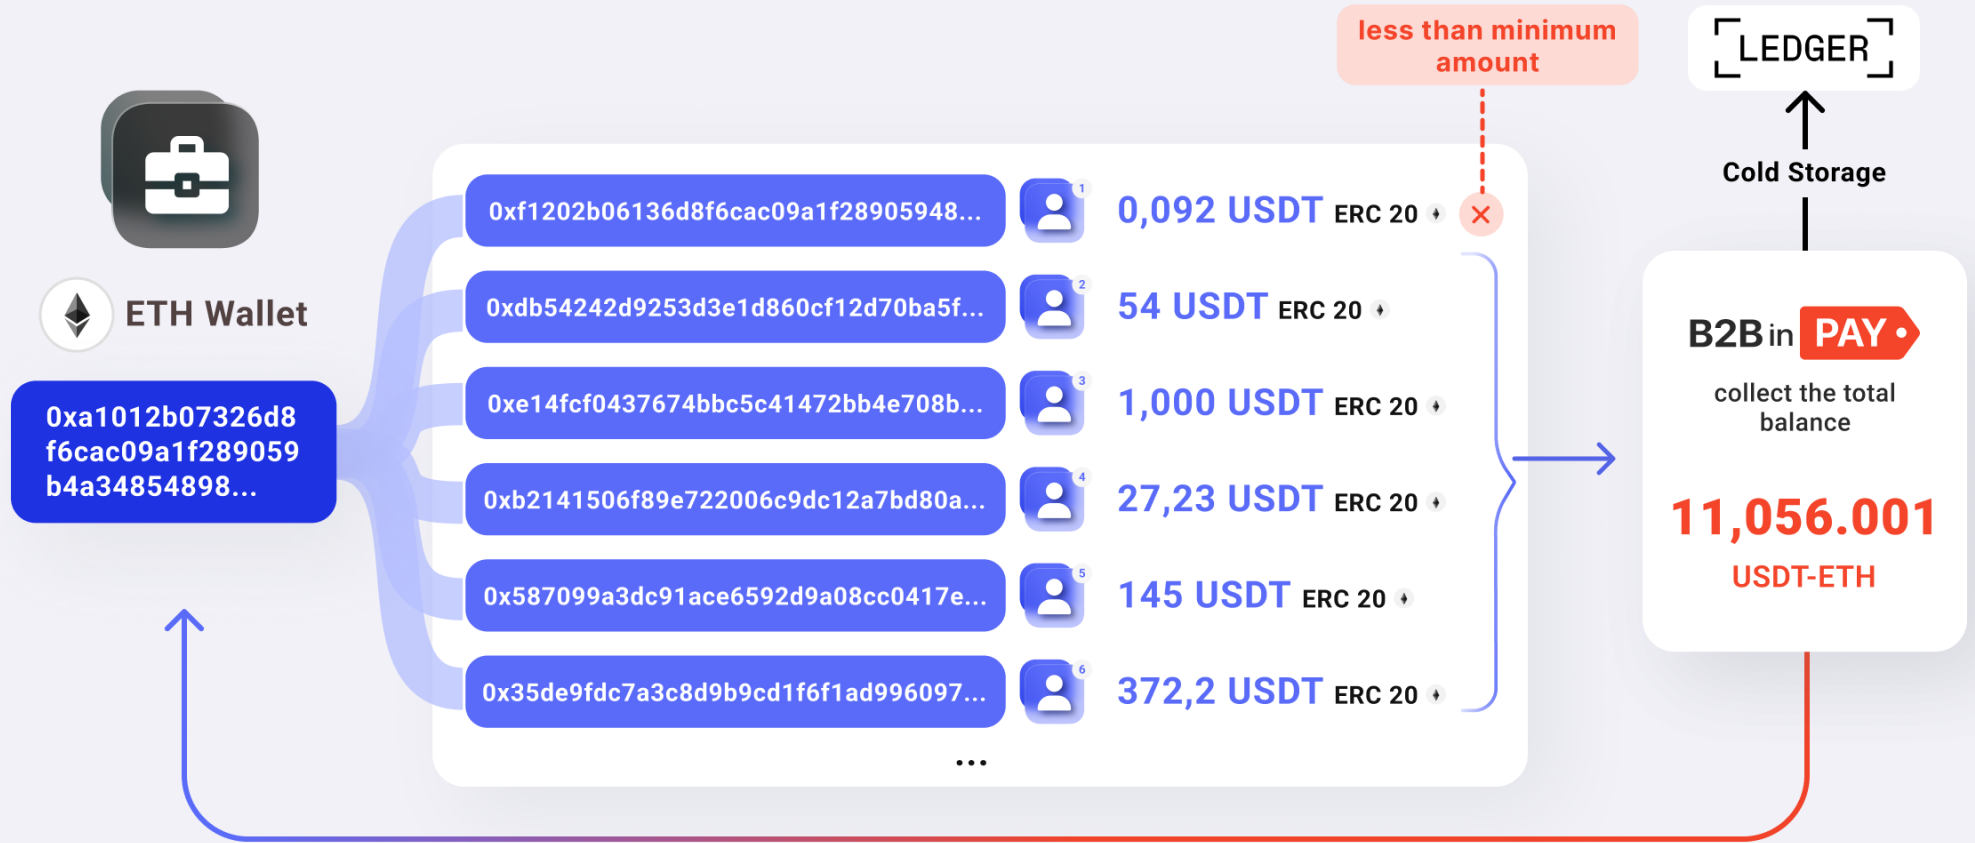 less than minimum
amount
LEDGER
Cold Storage
ETH Wallet
0xa1012b07326d8
f6cac09a1f289059
b4a34854898...
0xf1202b06136d8f6cac09a1f28905948...
1
0,092 USDT ERC 20
0xdb54242d9253d3e1d860cf12d70ba5f...
2
54 USDT ERC 20
0xe14fcf0437674bbc5c41472bb4e708b...
3
1,000 USDT ERC 20
0xb2141506f89e722006c9dc12a7bd80a...
4
27,23 USDT ERC 20
0x587099a3dc91ace6592d9a08cc0417e...
5
145 USDT ERC 20
0x35de9fdc7a3c8d9b9cd1f6f1ad996097...
6
372,2 USDT ERC 20
...
B2B in PAY
collect the total
balance
11,056.001
USDT-ETH